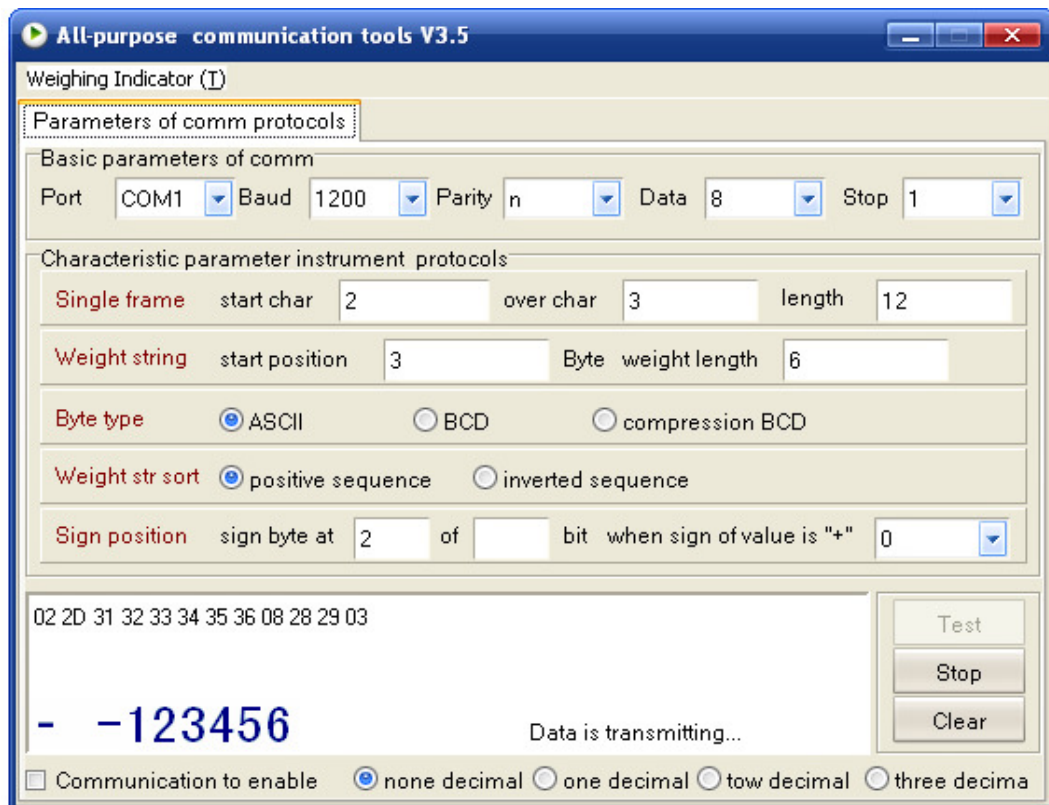 All-purpose communication tools V3.5
Weighing Indicator (T)
Parameters of comm protocols
Basic parameters of comm
Port COM1 Baud 1200 Parity n Data 8 Stop 1
Characteristic parameter instrument protocols
Single frame start char 2 over char 3 length 12
Weight string start position 3 Byte weight length 6
Byte type ASCII BCD compression BCD
Weight str sort positive sequence inverted sequence
Sign position sign byte at 2 of bit when sign of value is "+" 0
02 2D 31 32 33 34 35 36 08 28 29 03
Test
Stop
- -123456 Data is transmitting... Clear
Communication to enable none decimal one decimal tow decimal three decima